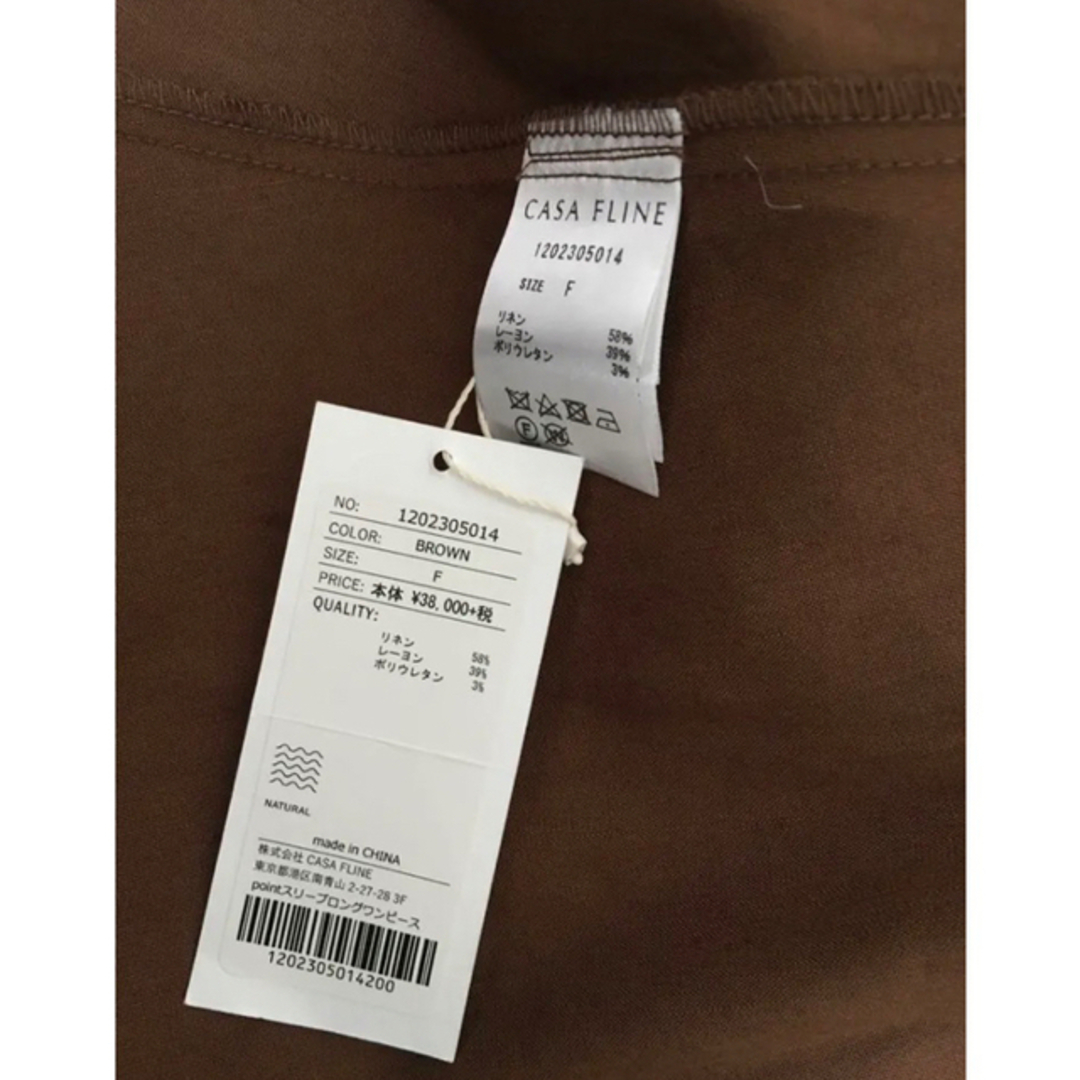 CASA FLINE
1202305014
SIZE F
リネン 58%
レーヨン 39%
ポリウレタン 3%
F
W
NO: 1202305014
COLOR: BROWN
SIZE: F
PRICE: 本体 ¥38,000+税
QUALITY:
リネン 58%
レーヨン 39%
ポリウレタン 3%
NATURAL
made in CHINA
株式会社 CASA FLINE
東京都港区南青山 2-27-28 3F
pointスリーブロングワンピース
1202305014200